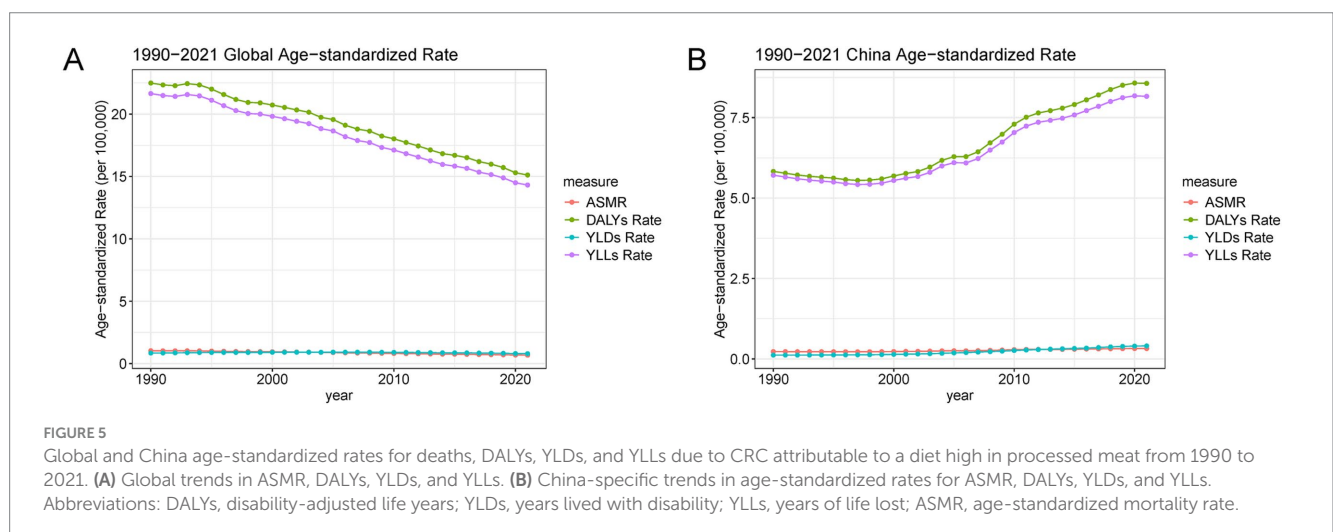 A
1990−2021 Global Age−standardized Rate
Age−standardized Rate (per 100,000)
20
15
10
5
0
1990
2000
2010
2020
year
measure
ASMR
DALYs Rate
YLDs Rate
YLLs Rate
B
1990−2021 China Age−standardized Rate
Age−standardized Rate (per 100,000)
7.5
5.0
2.5
0.0
1990
2000
2010
2020
year
measure
ASMR
DALYs Rate
YLDs Rate
YLLs Rate
FIGURE 5
Global and China age-standardized rates for deaths, DALYs, YLDs, and YLLs due to CRC attributable to a diet high in processed meat from 1990 to
2021. (A) Global trends in ASMR, DALYs, YLDs, and YLLs. (B) China-specific trends in age-standardized rates for ASMR, DALYs, YLDs, and YLLs.
Abbreviations: DALYs, disability-adjusted life years; YLDs, years lived with disability; YLLs, years of life lost; ASMR, age-standardized mortality rate.